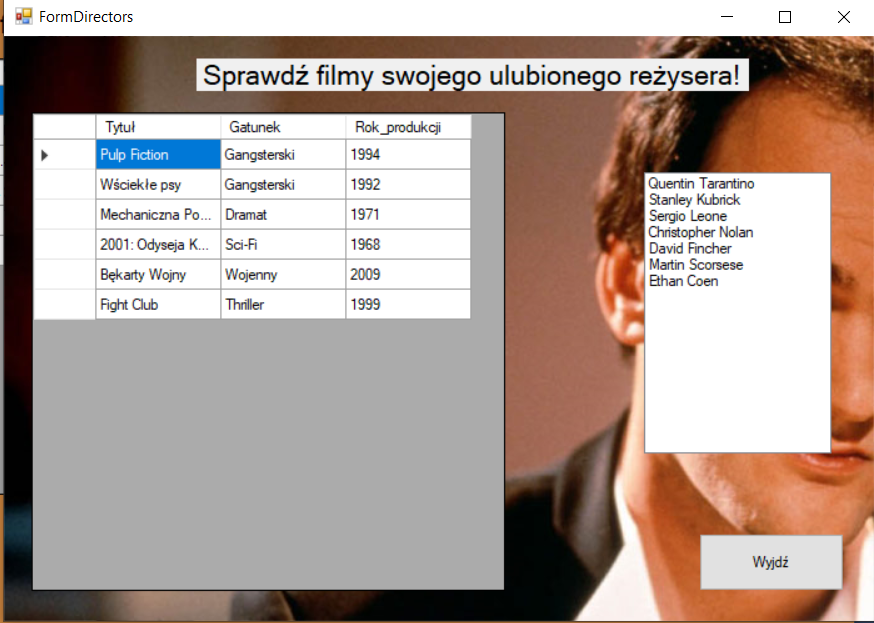 FormDirectors
Sprawdź filmy swojego ulubionego reżysera!
Tytuł Gatunek Rok_produkcji
Pulp Fiction Gangsterski 1994
Wściekłe psy Gangsterski 1992
Mechaniczna Po... Dramat 1971
2001: Odyseja K... Sci-Fi 1968
Bękarty Wojny Wojenny 2009
Fight Club Thriller 1999
Quentin Tarantino
Stanley Kubrick
Sergio Leone
Christopher Nolan
David Fincher
Martin Scorsese
Ethan Coen
Wyjdź